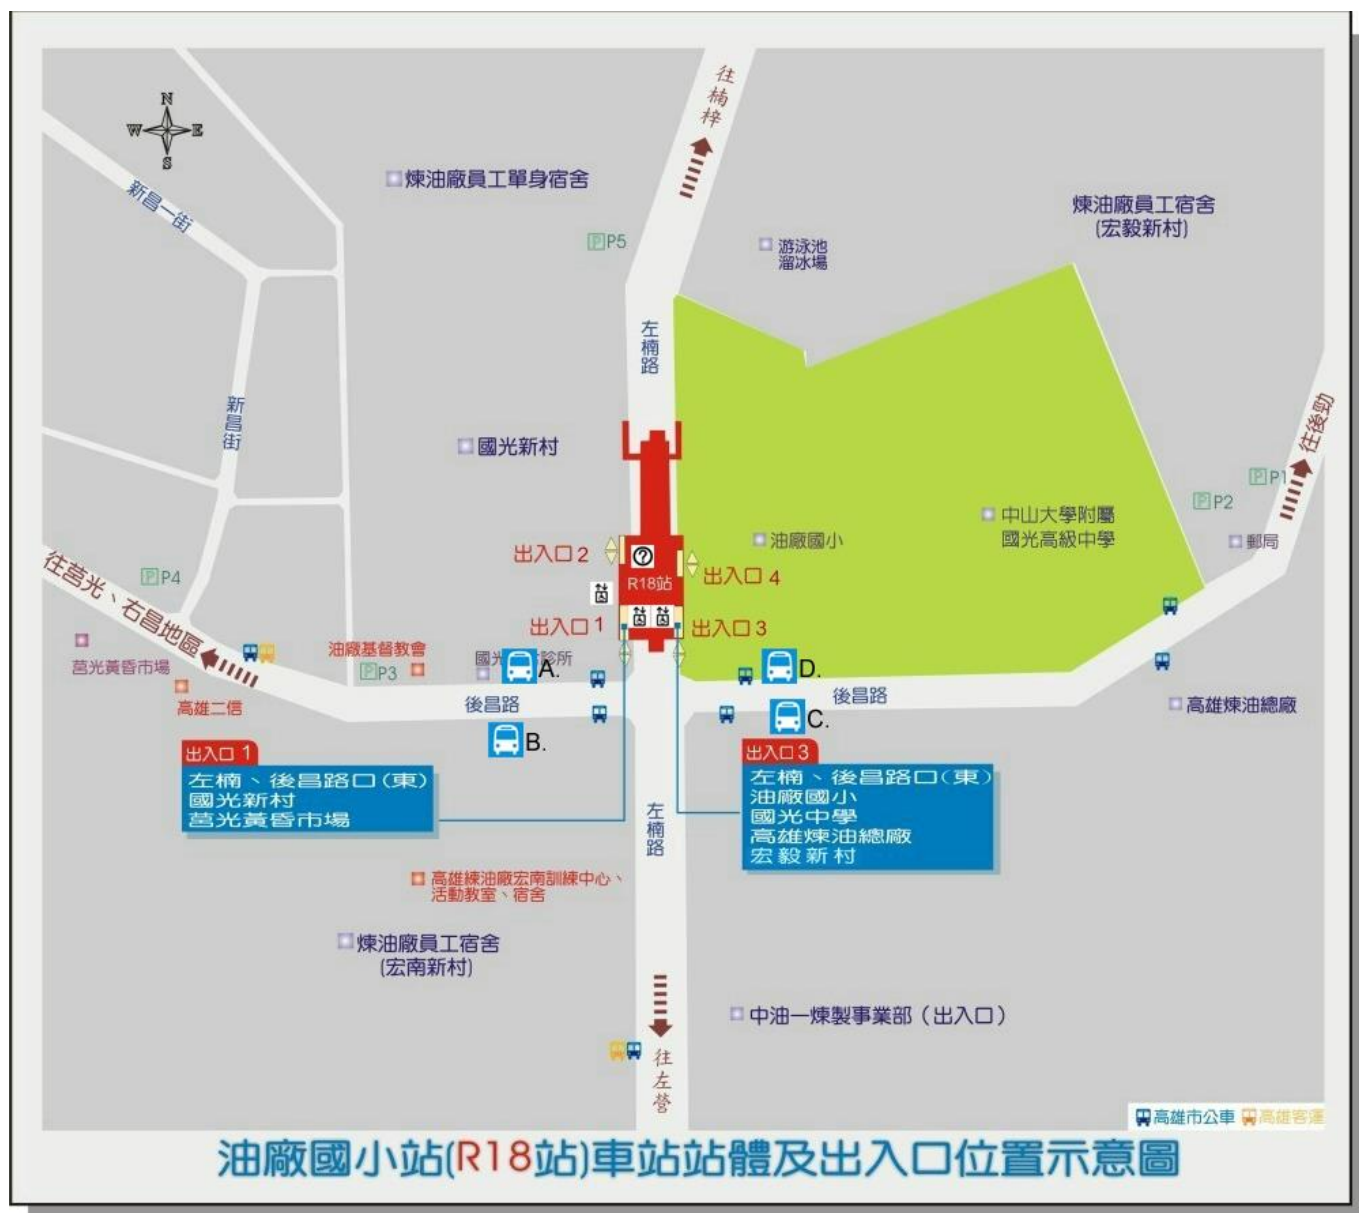 往楠梓
N
W E
S
新昌一街
煉油廠員工單身宿舍
P P5
游泳池
溜冰場
煉油廠員工宿舍
(宏毅新村)
左楠路
新昌街
國光新村
往後勁
P P1
P P2
中山大學附屬
國光高級中學
油廠國小
郵局
出入口 2
?
R18站
出入口 4
往莒光、右昌地區
P P4
出入口 1
出入口 3
莒光黃昏市場
油廠基督教會
P P3
國光 診所
A.
D.
高雄二信
後昌路
後昌路
高雄煉油總廠
B.
C.
出入口 1
左楠、後昌路口(東)
國光新村
莒光黃昏市場
出入口 3
左楠、後昌路口(東)
油廠國小
國光中學
高雄煉油總廠
宏毅新村
左楠路
高雄練油廠宏南訓練中心、
活動教室、宿舍
煉油廠員工宿舍
(宏南新村)
中油一煉製事業部（出入口）
往左營
高雄市公車 高雄客運
油廠國小站(R18站)車站站體及出入口位置示意圖